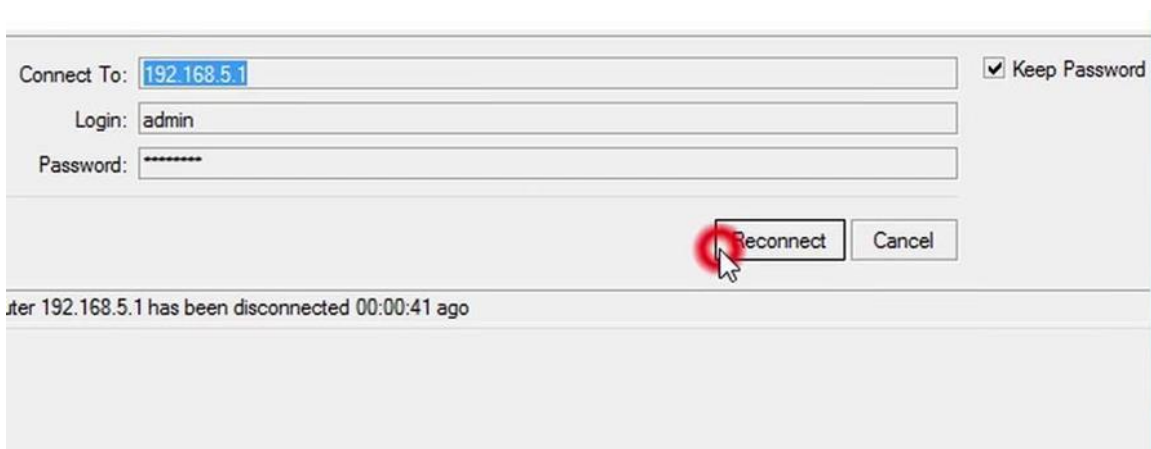 Connect To: 192.168.5.1
Keep Password
Login: admin
Password: ********
Reconnect Cancel
uter 192.168.5.1 has been disconnected 00:00:41 ago